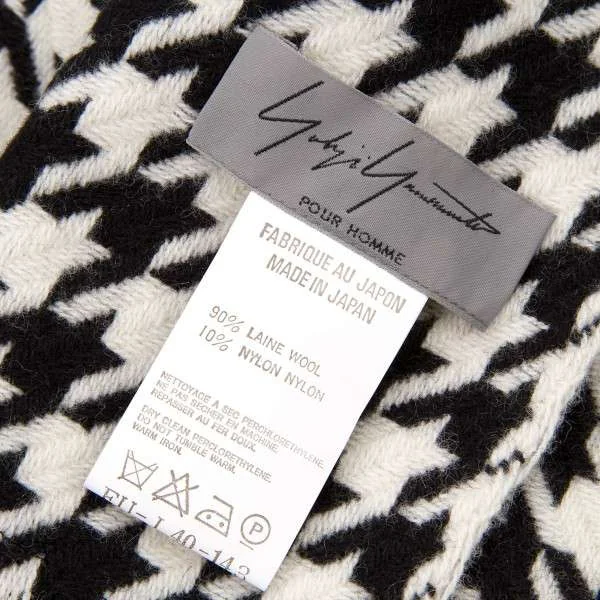 Yohji Yamamoto
POUR HOMME
FABRIQUE AU JAPON
MADE IN JAPAN
90% LAINE WOOL
10% NYLON NYLON
NETTOYAGE A SEC PERCHLORETHYLENE.
NE PAS SECHER EN MACHINE.
REPASSER AU FER DOUX.
DRY CLEAN PERCLORETHYLENE.
DO NOT TUMBLE WARM.
WARM IRON.
P